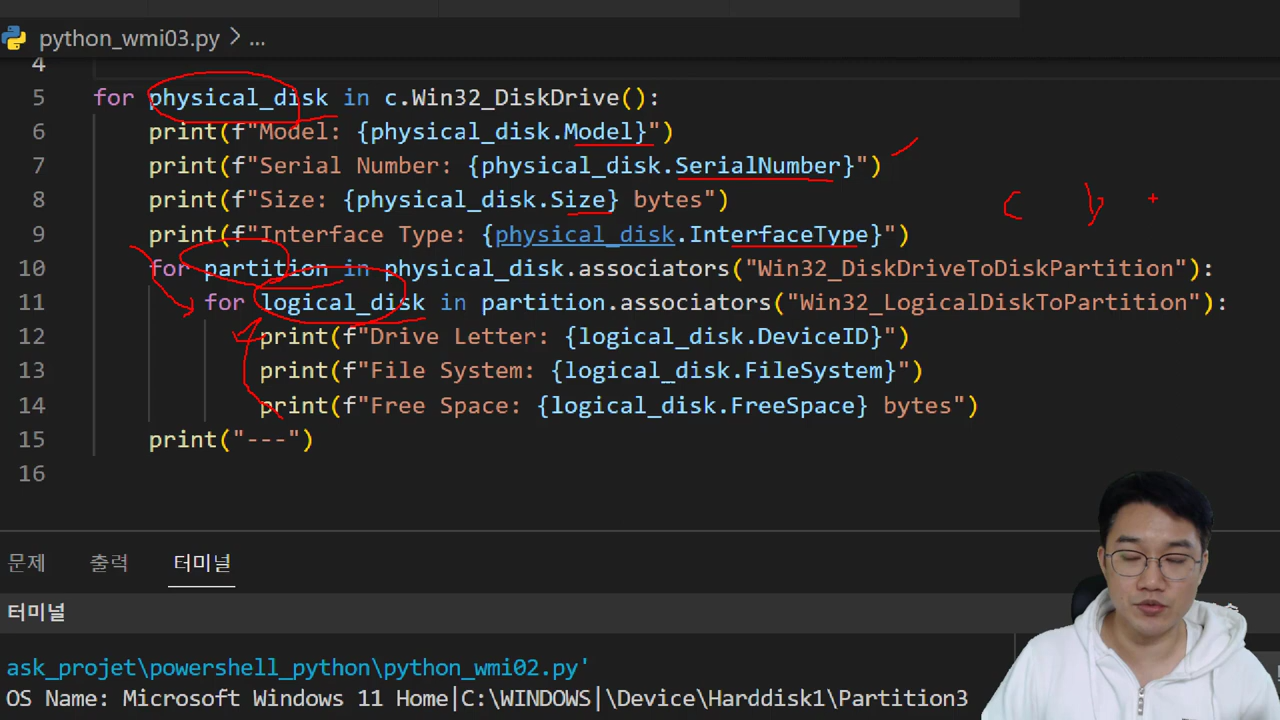 python_wmi03.py > ...
4
5 for physical_disk in c.Win32_DiskDrive():
6 print(f"Model: {physical_disk.Model}")
7 print(f"Serial Number: {physical_disk.SerialNumber}")
8 print(f"Size: {physical_disk.Size} bytes")
9 print(f"Interface Type: {physical_disk.InterfaceType}")
10 for partition in physical_disk.associators("Win32_DiskDriveToDiskPartition"):
11 for logical_disk in partition.associators("Win32_LogicalDiskToPartition"):
12 print(f"Drive Letter: {logical_disk.DeviceID}")
13 print(f"File System: {logical_disk.FileSystem}")
14 print(f"Free Space: {logical_disk.FreeSpace} bytes")
15 print("---")
16
문제 출력 터미널
터미널
ask_projet\powershell_python\python_wmi02.py'
OS Name: Microsoft Windows 11 Home|C:\WINDOWS|\Device\Harddisk1\Partition3